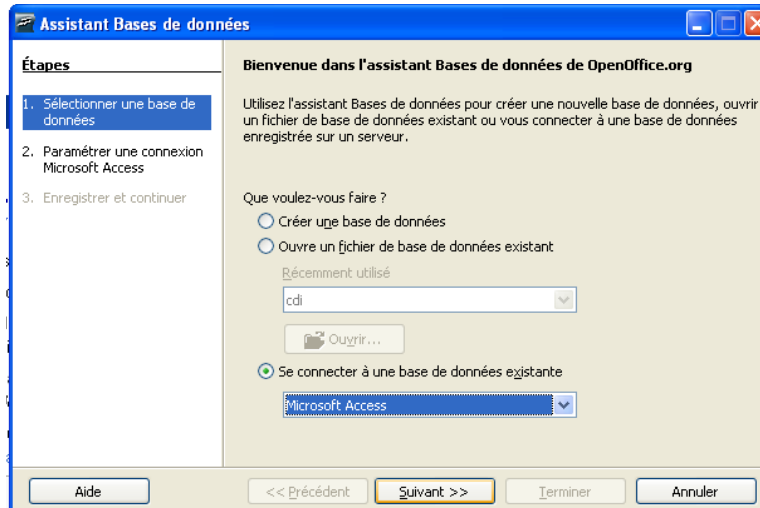 Assistant Bases de données
Étapes
1. Sélectionner une base de
données
2. Paramétrer une connexion
Microsoft Access
3. Enregistrer et continuer
Bienvenue dans l'assistant Bases de données de OpenOffice.org
Utilisez l'assistant Bases de données pour créer une nouvelle base de données, ouvrir
un fichier de base de données existant ou vous connecter à une base de données
enregistrée sur un serveur.
Que voulez-vous faire ?
Créer une base de données
Ouvre un fichier de base de données existant
Récemment utilisé
cdi
Ouvrir...
Se connecter à une base de données existante
Microsoft Access
Aide
<< Précédent
Suivant >>
Terminer
Annuler